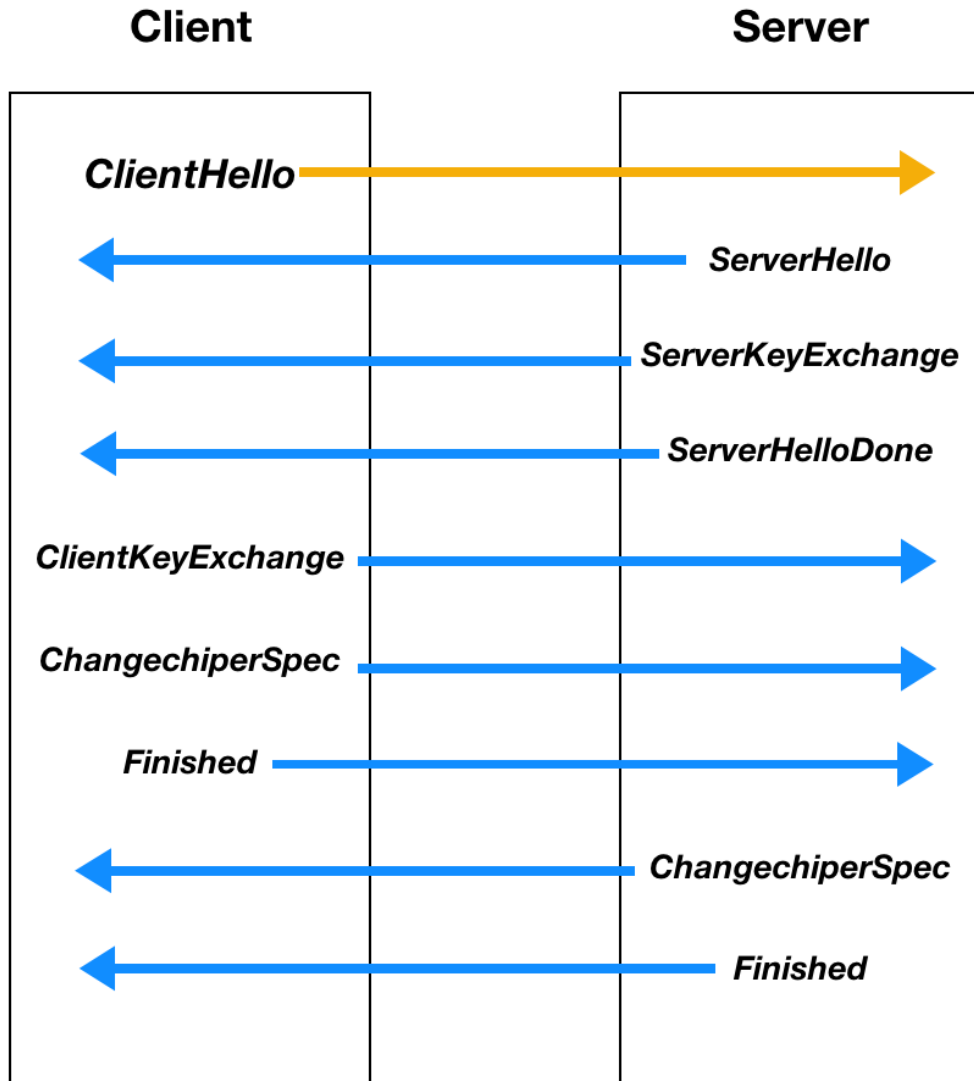 Client
Server
ClientHello
ServerHello
ServerKeyExchange
ServerHelloDone
ClientKeyExchange
ChangechiperSpec
Finished
ChangechiperSpec
Finished